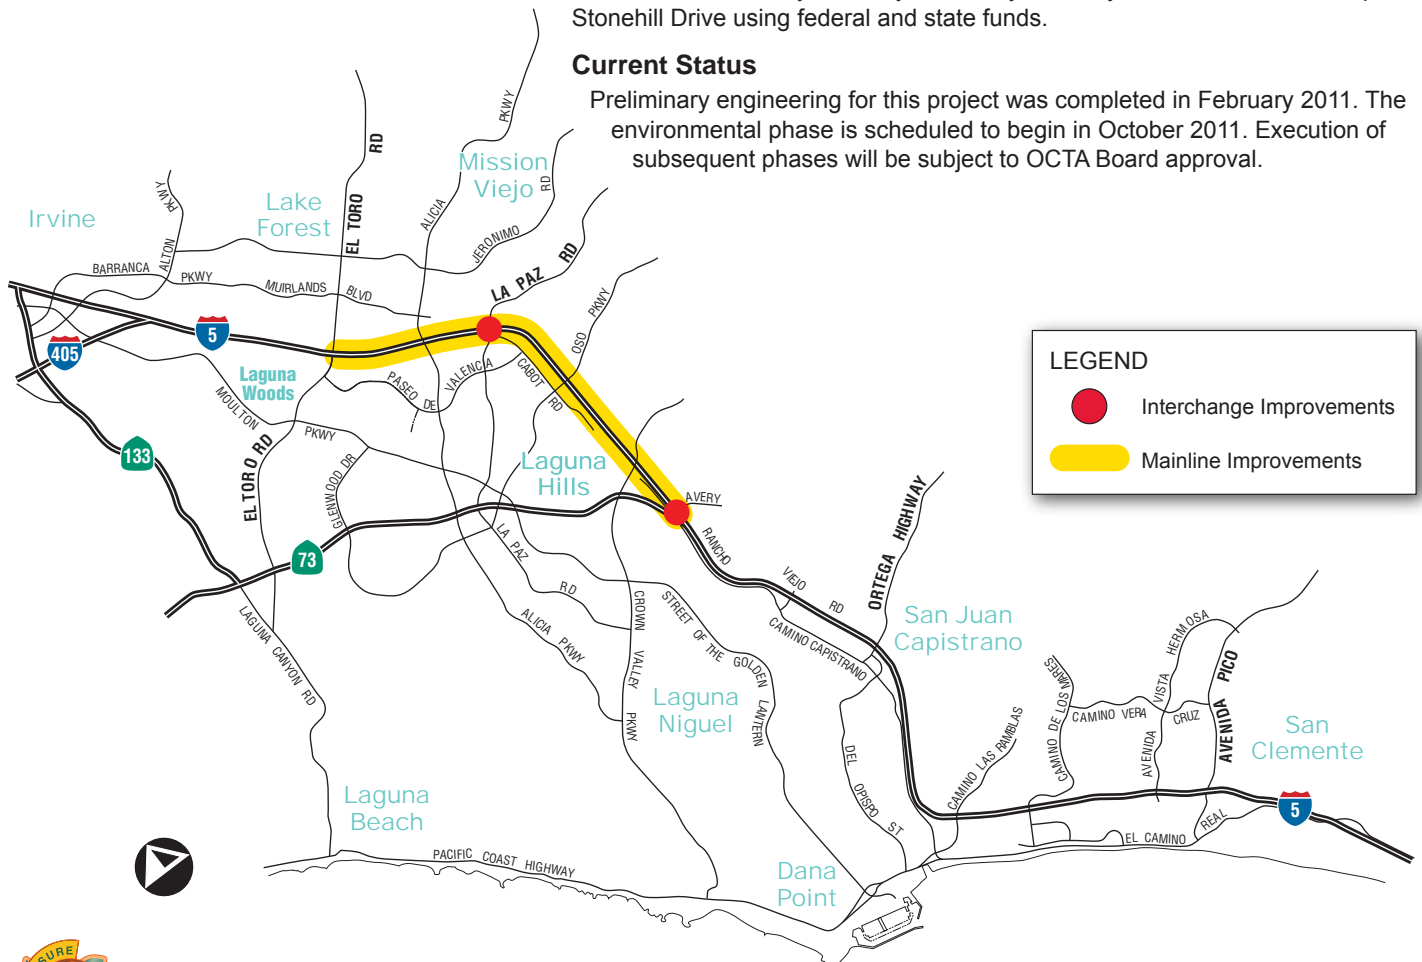 Stonehill Drive using federal and state funds.
Current Status
Preliminary engineering for this project was completed in February 2011. The
environmental phase is scheduled to begin in October 2011. Execution of
subsequent phases will be subject to OCTA Board approval.
Irvine
Lake
Forest
Mission
Viejo
PKWY
ALTON
BARRANCA
PKWY
MUIRLANDS
BLVD
RD
EL TORO
PKWY
ALICIA
RD
JERONIMO
LA PAZ RD
OSO PKWY
5
405
Laguna
Woods
MOULTON
PKWY
PASEO DE VALENCIA
CABOT RD
133
EL TORO RD
GLENWOOD DR
Laguna
Hills
AVERY
73
LA PAZ
RD
ALICIA PKWY
CROWN VALLEY PKWY
STREET OF THE GOLDEN LANTERN
RANCHO
VIEJO
RD
CAMINO CAPISTRANO
ORTEGA HIGHWAY
San Juan
Capistrano
LAGUNA CANYON RD
Laguna
Niguel
Laguna
Beach
PACIFIC COAST HIGHWAY
Dana
Point
DEL OPISPO ST
CAMINO LAS RAMBLAS
CAMINO DE LOS MARES
CAMINO VERA
CRUZ
AVENIDA
VISTA
HERMOSA
AVENIDA PICO
San
Clemente
5
EL CAMINO
REAL
LEGEND
Interchange Improvements
Mainline Improvements
SURE